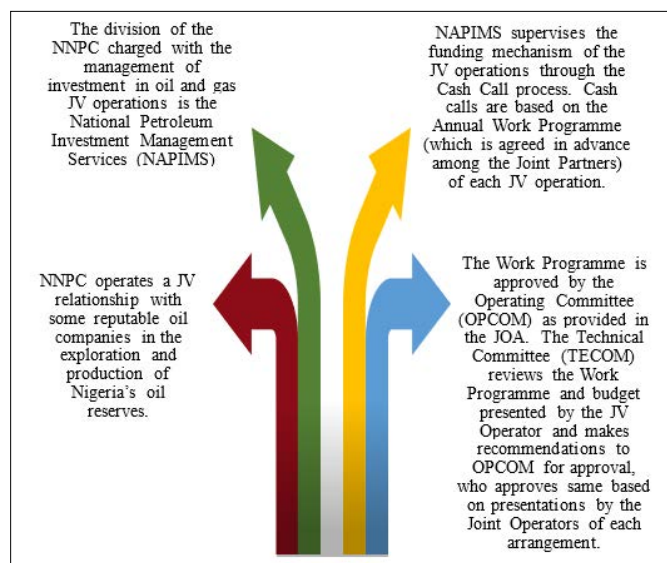 The division of the
NNPC charged with the
management of
investment in oil and gas
JV operations is the
National Petroleum
Investment Management
Services (NAPIMS)
NAPIMS supervises the
funding mechanism of the
JV operations through the
Cash Call process. Cash
calls are based on the
Annual Work Programme
(which is agreed in advance
among the Joint Partners)
of each JV operation.
NNPC operates a JV
relationship with
some reputable oil
companies in the
exploration and
production of
Nigeria's oil
reserves.
The Work Programme is
approved by the
Operating Committee
(OPCOM) as provided in
the JOA. The Technical
Committee (TECOM)
reviews the Work
Programme and budget
presented by the JV
Operator and makes
recommendations to
OPCOM for approval,
who approves same based
on presentations by the
Joint Operators of each
arrangement.